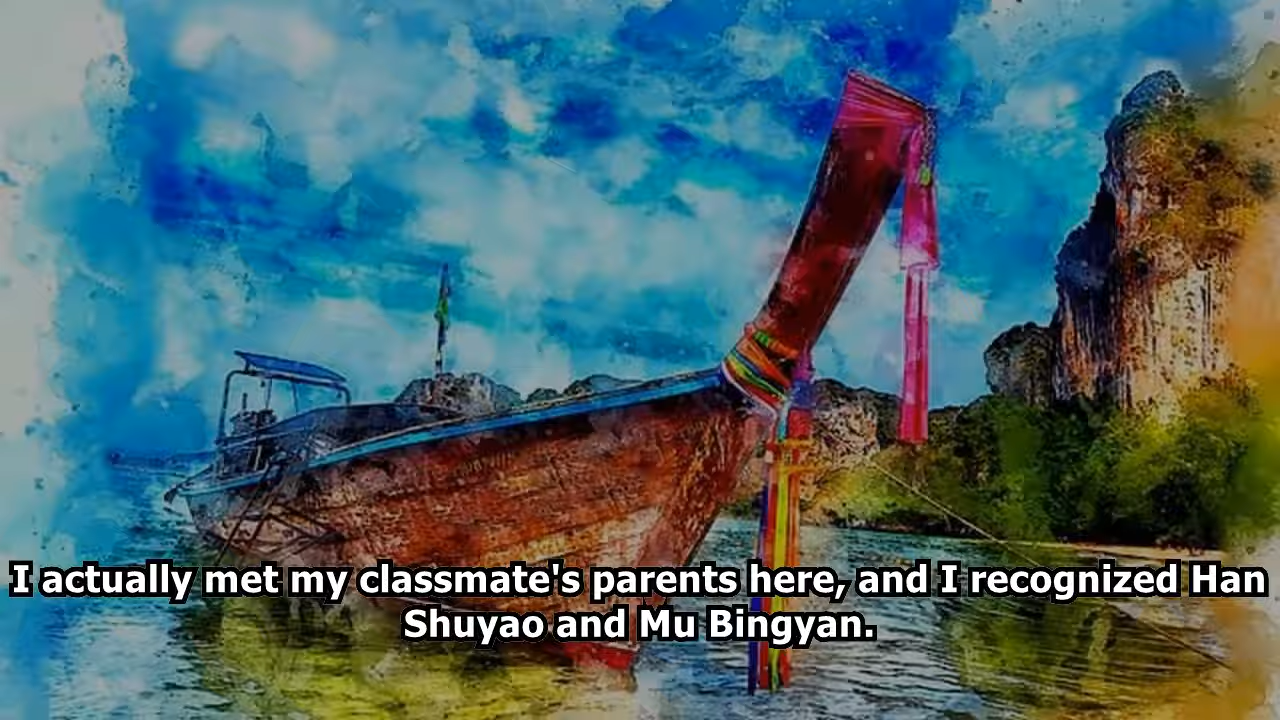 I actually met my classmate's parents here, and I recognized Han
Shuyao and Mu Bingyan.